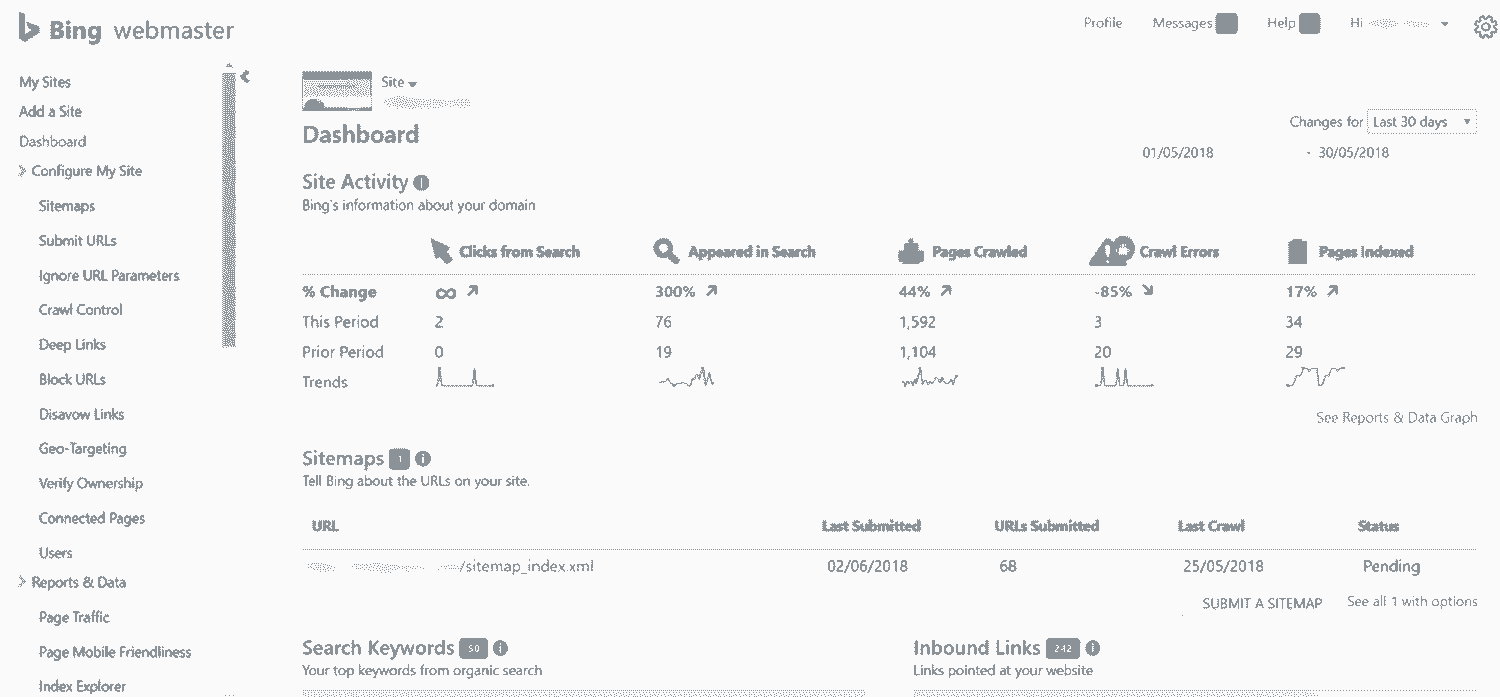 Bing webmaster
Profile Messages Help Hi
My Sites
Add a Site
Dashboard
Configure My Site
Sitemaps
Submit URLs
Ignore URL Parameters
Crawl Control
Deep Links
Block URLs
Disavow Links
Geo-Targeting
Verify Ownership
Connected Pages
Users
Reports & Data
Page Traffic
Page Mobile Friendliness
Index Explorer
Site
Dashboard
Changes for Last 30 days
01/05/2018 - 30/05/2018
Site Activity
Bing's information about your domain
Clicks from Search Appeared in Search Pages Crawled Crawl Errors Pages Indexed
% Change ∞ 300% 44% -85% 17%
This Period 2 76 1,592 3 34
Prior Period 0 19 1,104 20 29
Trends
See Reports & Data Graph
Sitemaps 1
Tell Bing about the URLs on your site.
URL Last Submitted URLs Submitted Last Crawl Status
/sitemap_index.xml 02/06/2018 68 25/05/2018 Pending
SUBMIT A SITEMAP See all 1 with options
Search Keywords 50
Your top keywords from organic search
Inbound Links 242
Links pointed at your website